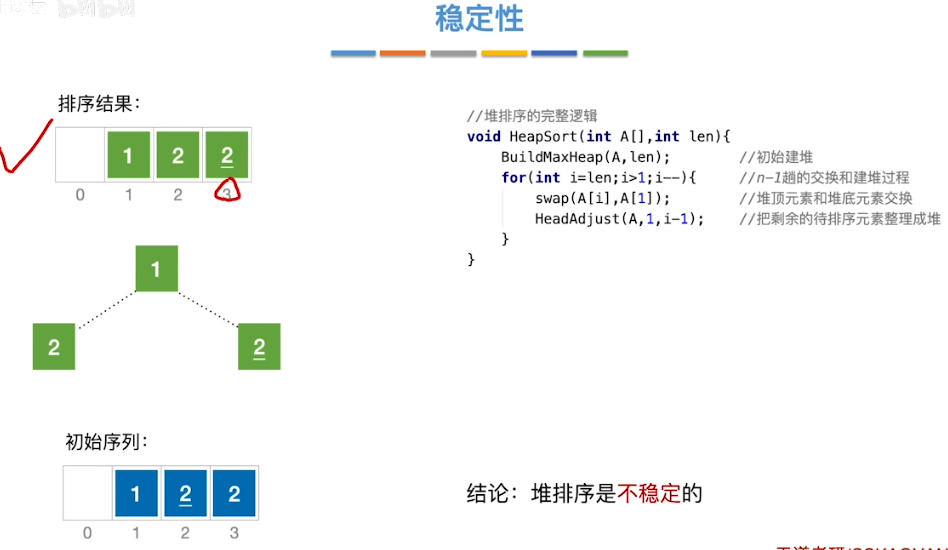 稳定性
排序结果：
1 2 2
0 1 2 3
1
2 2
初始序列：
1 2 2
0 1 2 3
//堆排序的完整逻辑
void HeapSort(int A[],int len){
BuildMaxHeap(A,len); //初始建堆
for(int i=len;i>1;i--){ //n-1趟的交换和建堆过程
swap(A[i],A[1]); //堆顶元素和堆底元素交换
HeadAdjust(A,1,i-1); //把剩余的待排序元素整理成堆
}
}
结论：堆排序是不稳定的